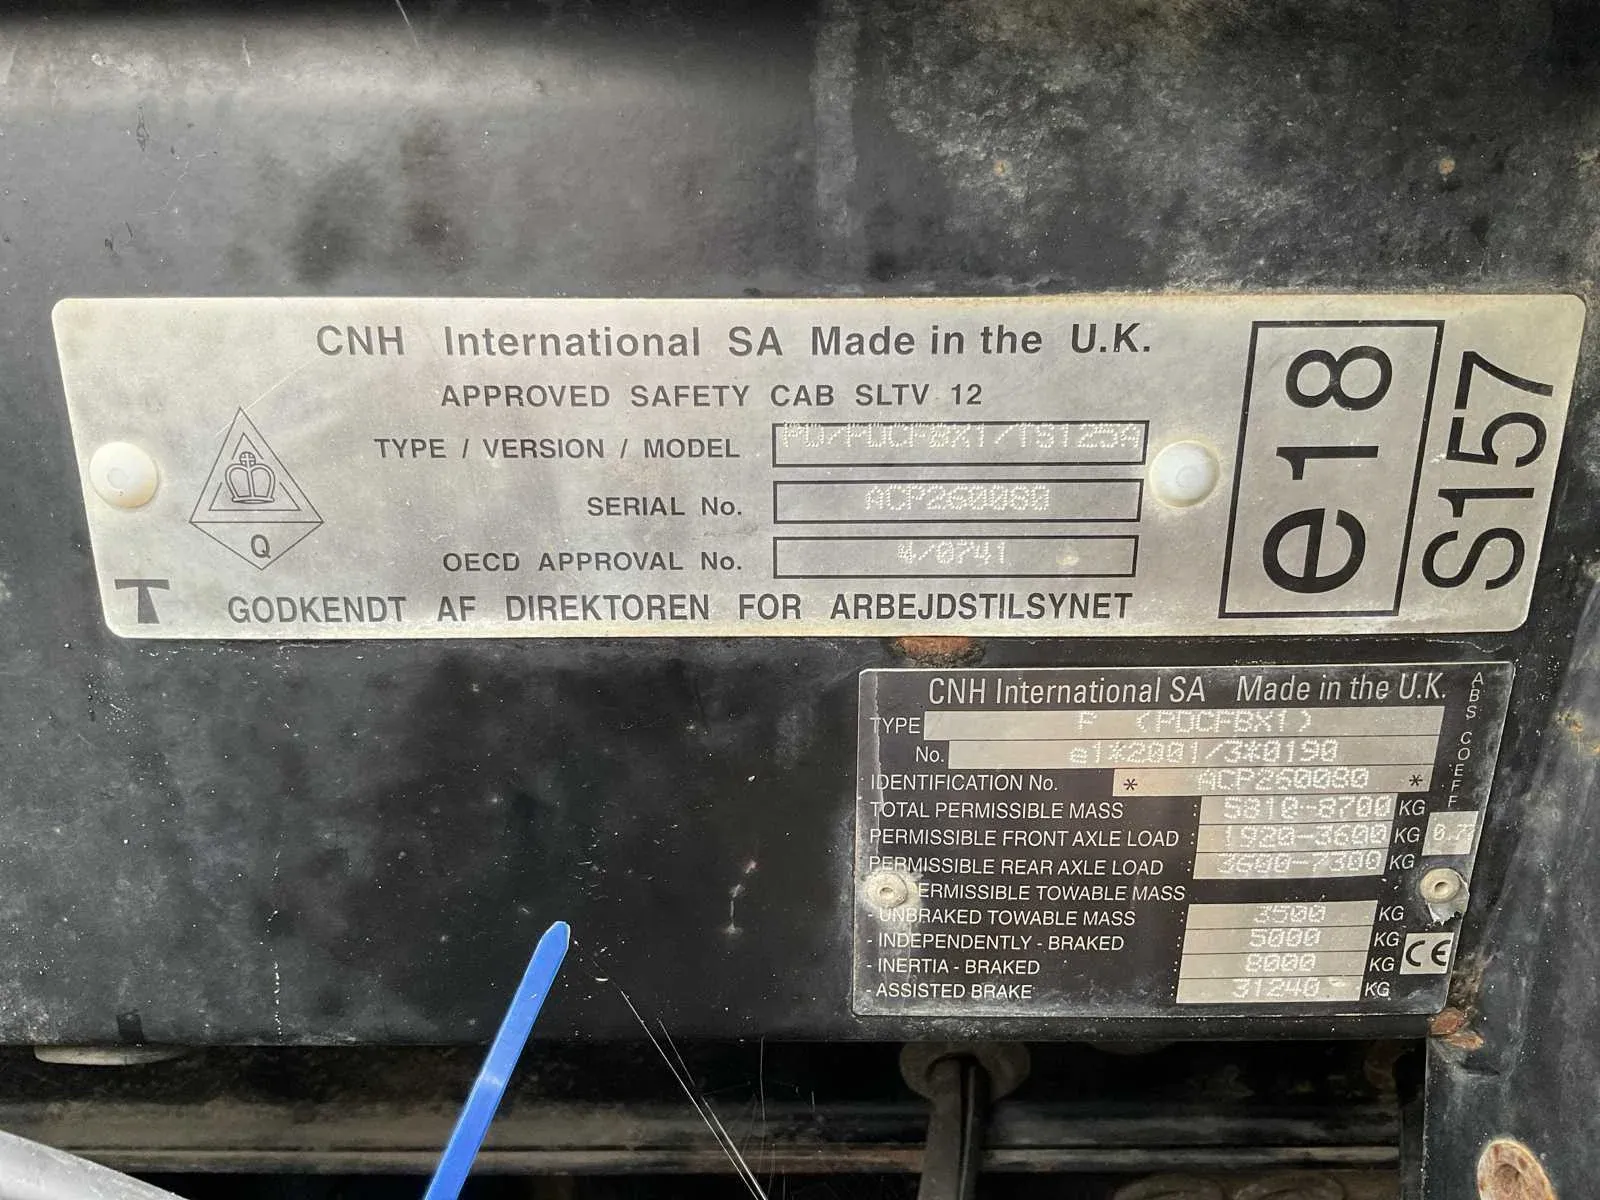 CNH International SA Made in the U.K.
APPROVED SAFETY CAB SLTV 12
TYPE / VERSION / MODEL PD/PDCFBX1/TS125A
SERIAL No. ACP260080
OECD APPROVAL No. 4/0741
Q
T GODKENDT AF DIREKTOREN FOR ARBEJDSTILSYNET
e18
S157
CNH International SA Made in the U.K.
TYPE P (PDCFBX1)
No. e1*2001/3*0190
IDENTIFICATION No. * ACP260080 *
TOTAL PERMISSIBLE MASS 5810-8700 KG
PERMISSIBLE FRONT AXLE LOAD : 1920-3600 KG
PERMISSIBLE REAR AXLE LOAD : 3600-7300 KG
PERMISSIBLE TOWABLE MASS
- UNBRAKED TOWABLE MASS : 3500 KG
- INDEPENDENTLY - BRAKED : 5000 KG
- INERTIA - BRAKED : 8000 KG
- ASSISTED BRAKE : 31240 KG
ABS COEFF
CE